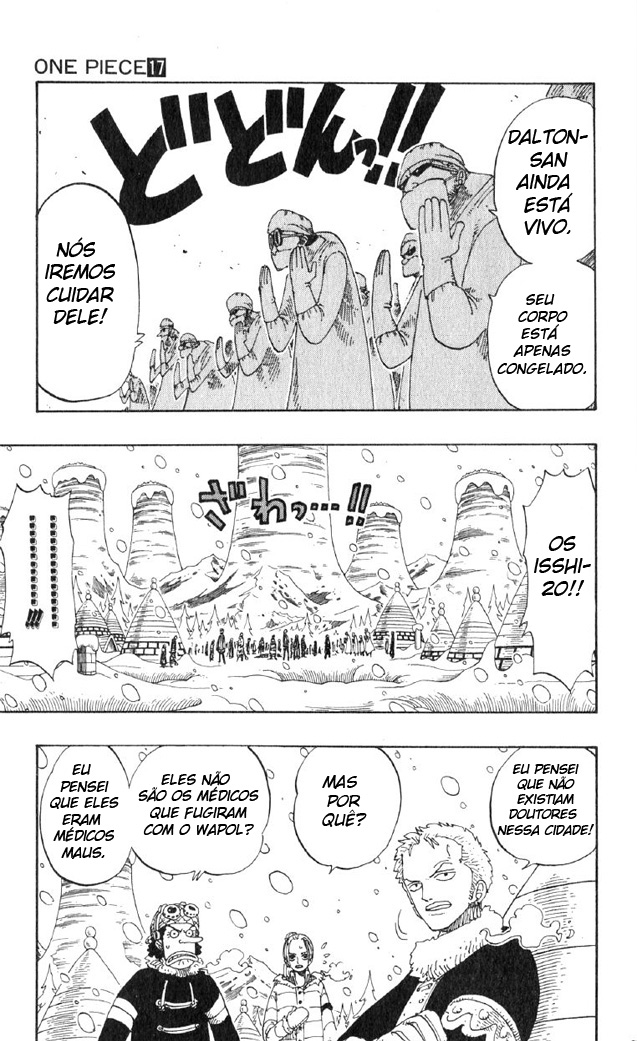 ONE PIECE 17
DALTON-
SAN
AINDA
ESTÁ
VIVO.
SEU
CORPO
ESTÁ
APENAS
CONGELADO.
どどんっ!!
NÓS
IREMOS
CUIDAR
DELE!
OS
ISSHI-
20!!
ざわっ…!!
EU PENSEI
QUE NÃO
EXISTIAM
DOUTORES
NESSA CIDADE!
MAS
POR
QUÊ?
ELES NÃO
SÃO OS MÉDICOS
QUE FUGIRAM
COM O WAPOL?
EU
PENSEI
QUE ELES
ERAM
MÉDICOS
MAUS.